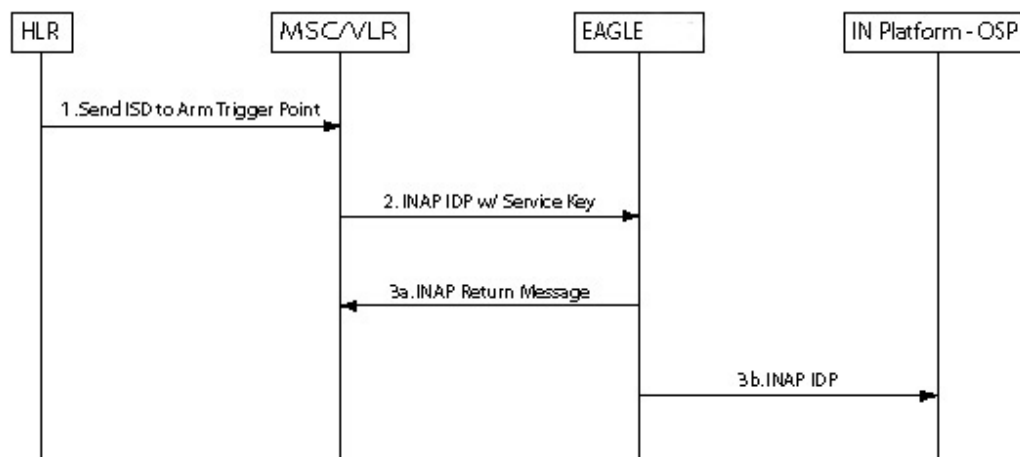 HLR
MSC/VLR
EAGLE
IN Platform - OSP
1.Send ISD to Arm Trigger Point
2. INAP IDP w/ Service Key
3a.INAP Return Message
3b.INAP IDP